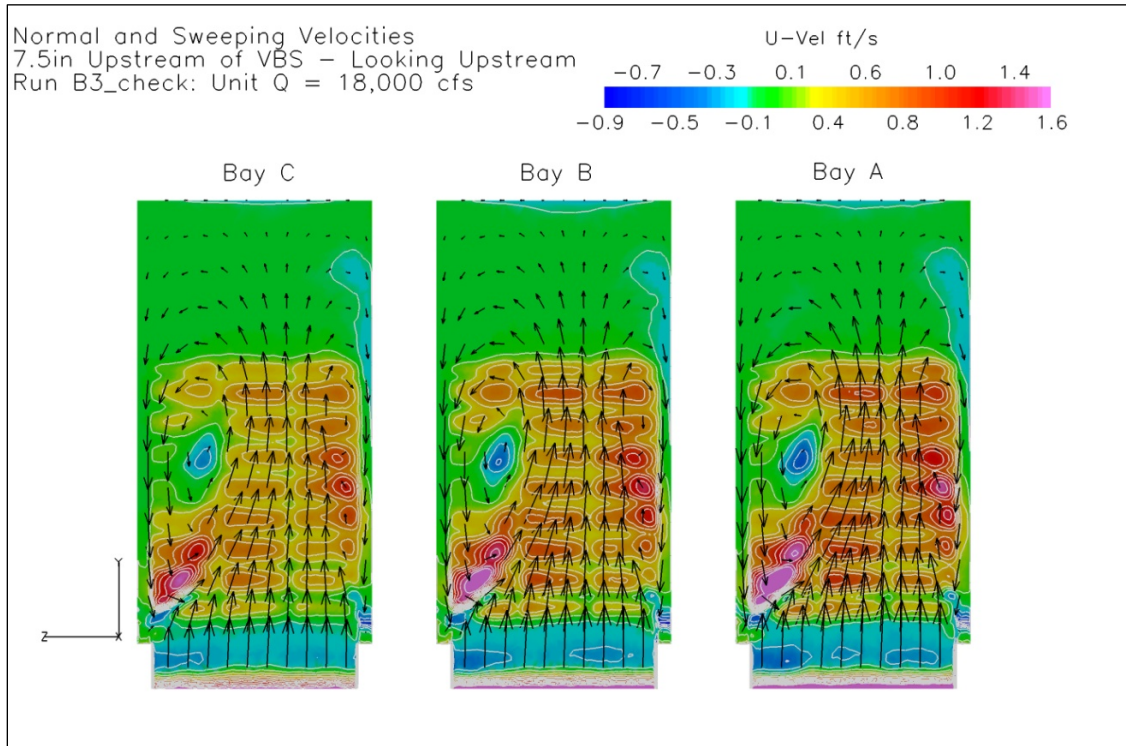 Normal and Sweeping Velocities
7.5in Upstream of VBS – Looking Upstream
Run B3_check: Unit Q = 18,000 cfs
U-Vel ft/s
-0.7 -0.3 0.1 0.6 1.0 1.4
-0.9 -0.5 -0.1 0.4 0.8 1.2 1.6
Bay C Bay B Bay A
Y
Z X